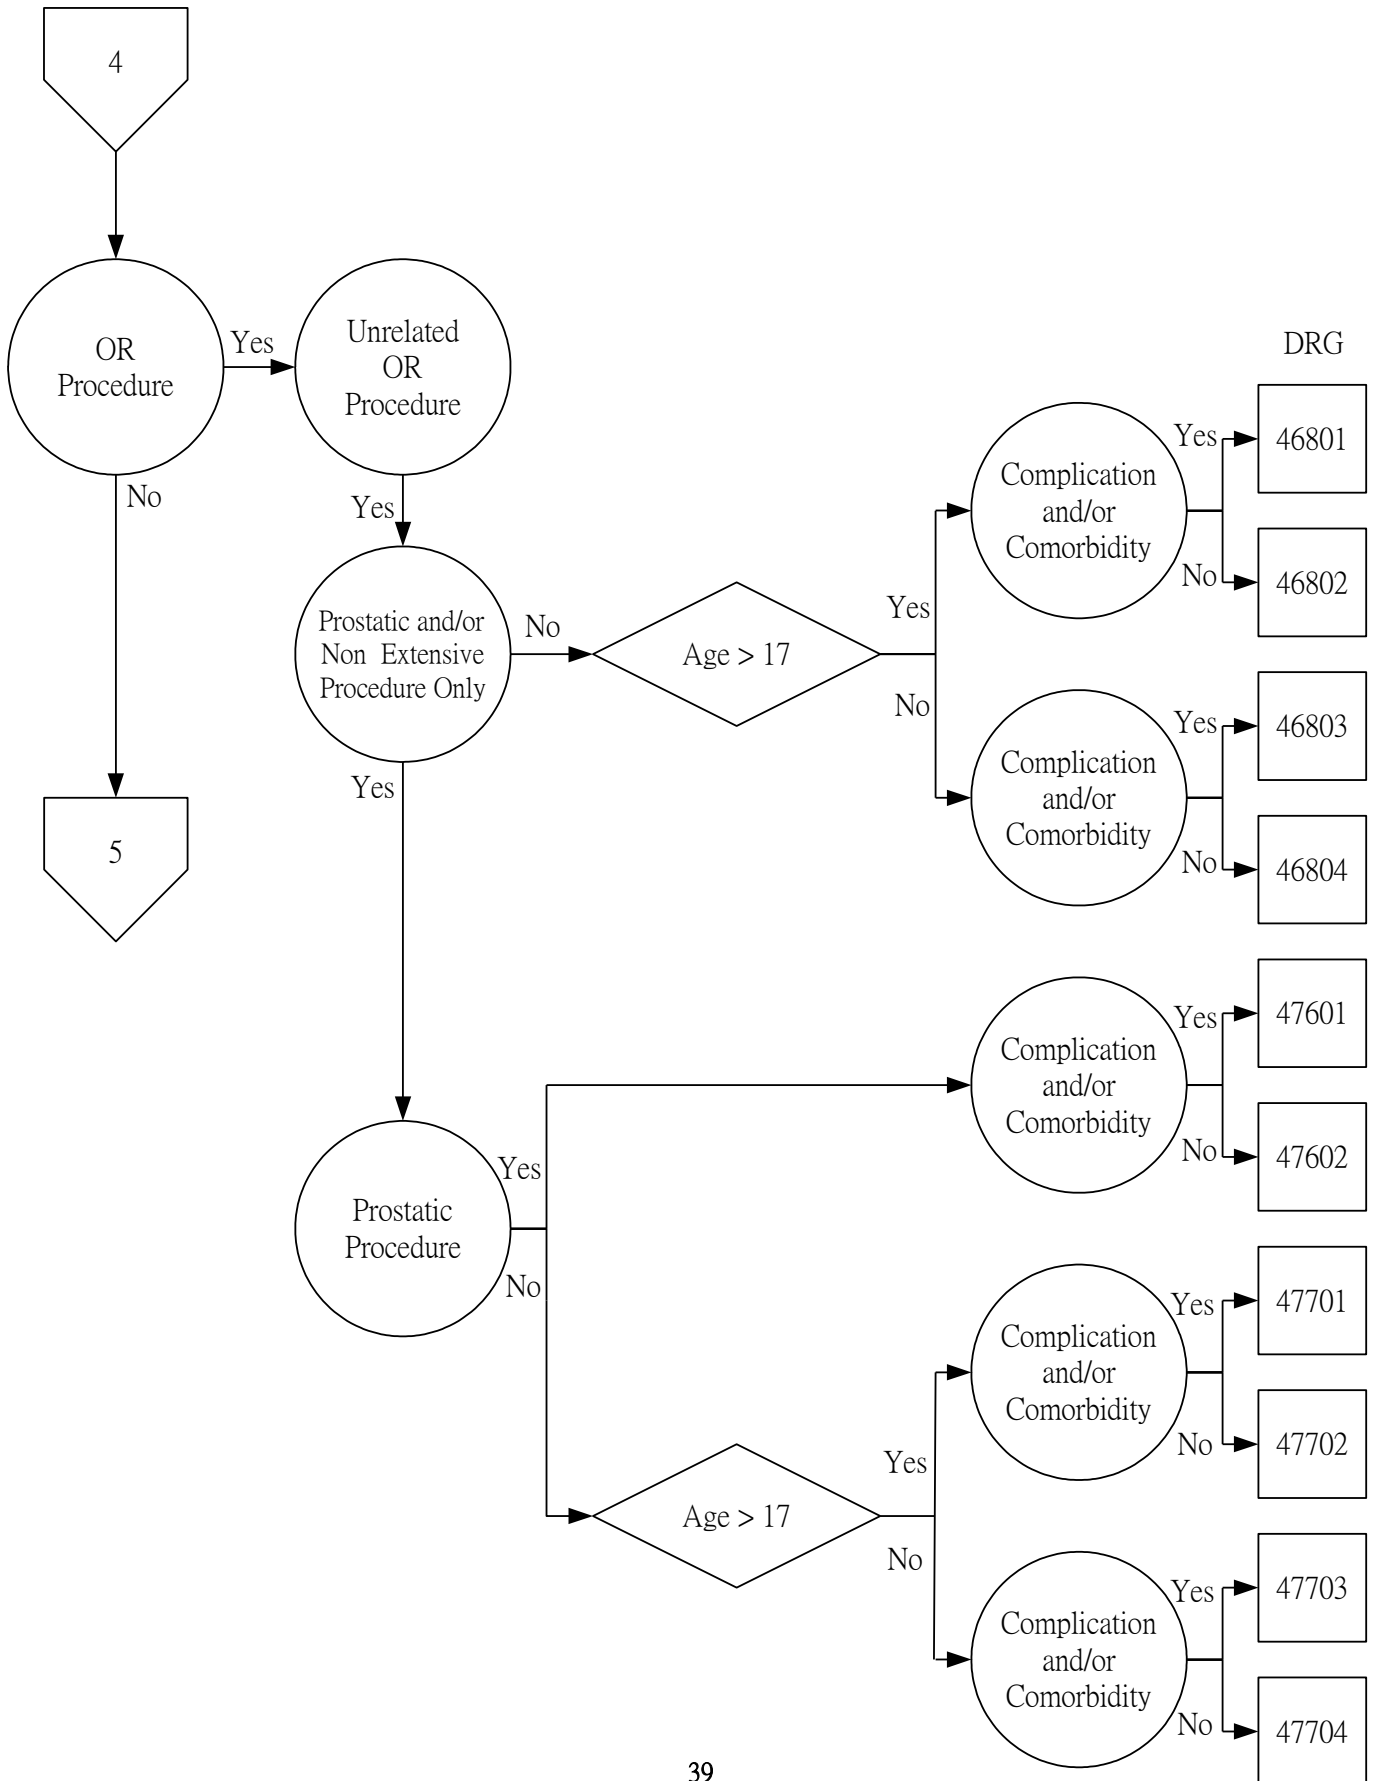 4
OR
Procedure
Yes
No
5
Unrelated
OR
Procedure
Yes
Prostatic and/or
Non Extensive
Procedure Only
No
Yes
Age > 17
Yes
No
DRG
Complication
and/or
Comorbidity
Yes
46801
No
46802
Complication
and/or
Comorbidity
Yes
46803
No
46804
Prostatic
Procedure
Yes
No
Complication
and/or
Comorbidity
Yes
47601
No
47602
Age > 17
Yes
No
Complication
and/or
Comorbidity
Yes
47701
No
47702
Complication
and/or
Comorbidity
Yes
47703
No
47704
39